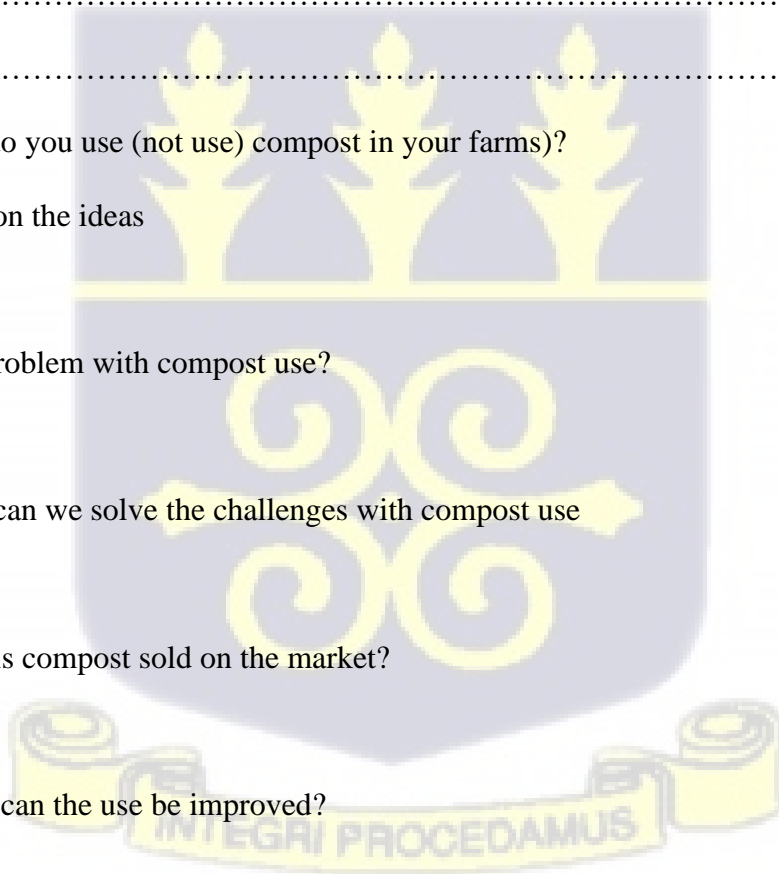 ………………………………………………………………………
………………………………………………………………………
o you use (not use) compost in your farms)?
on the ideas
roblem with compost use?
can we solve the challenges with compost use
s compost sold on the market?
can the use be improved?
INTEGRI PROCEDAMUS